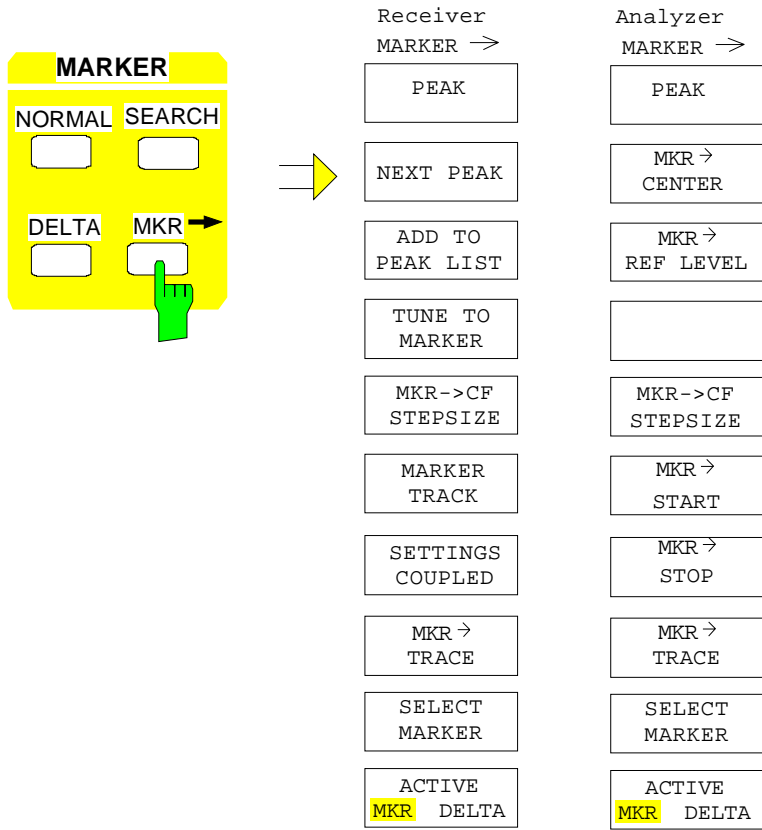 MARKER
NORMAL SEARCH
DELTA MKR
Receiver
MARKER →
PEAK
NEXT PEAK
ADD TO
PEAK LIST
TUNE TO
MARKER
MKR->CF
STEPSIZE
MARKER
TRACK
SETTINGS
COUPLED
MKR →
TRACE
SELECT
MARKER
ACTIVE
MKR DELTA
Analyzer
MARKER →
PEAK
MKR →
CENTER
MKR →
REF LEVEL
MKR->CF
STEPSIZE
MKR →
START
MKR →
STOP
MKR →
TRACE
SELECT
MARKER
ACTIVE
MKR DELTA